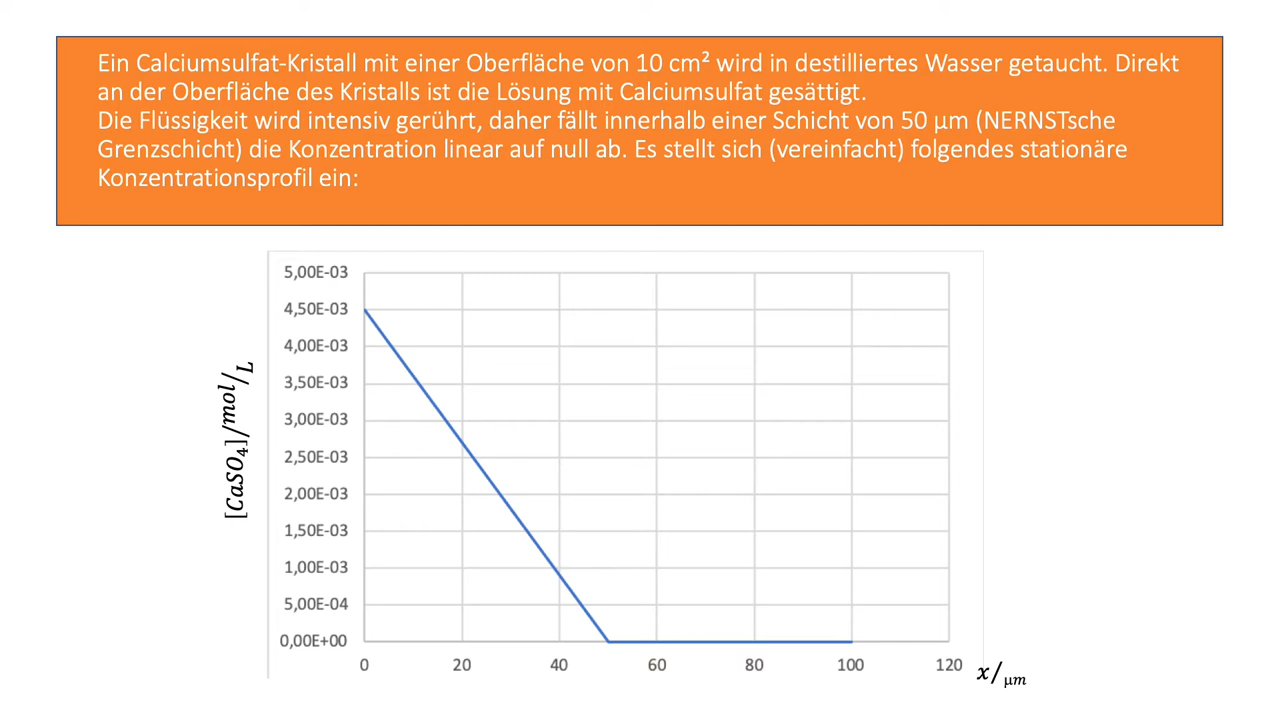 Ein Calciumsulfat-Kristall mit einer Oberfläche von 10 cm² wird in destilliertes Wasser getaucht. Direkt
an der Oberfläche des Kristalls ist die Lösung mit Calciumsulfat gesättigt.
Die Flüssigkeit wird intensiv gerührt, daher fällt innerhalb einer Schicht von 50 µm (NERNSTsche
Grenzschicht) die Konzentration linear auf null ab. Es stellt sich (vereinfacht) folgendes stationäre
Konzentrationsprofil ein:
[CaSO₄]/mol/L
5,00E-03
4,50E-03
4,00E-03
3,50E-03
3,00E-03
2,50E-03
2,00E-03
1,50E-03
1,00E-03
5,00E-04
0,00E+00
0 20 40 60 80 100 120
x/µm